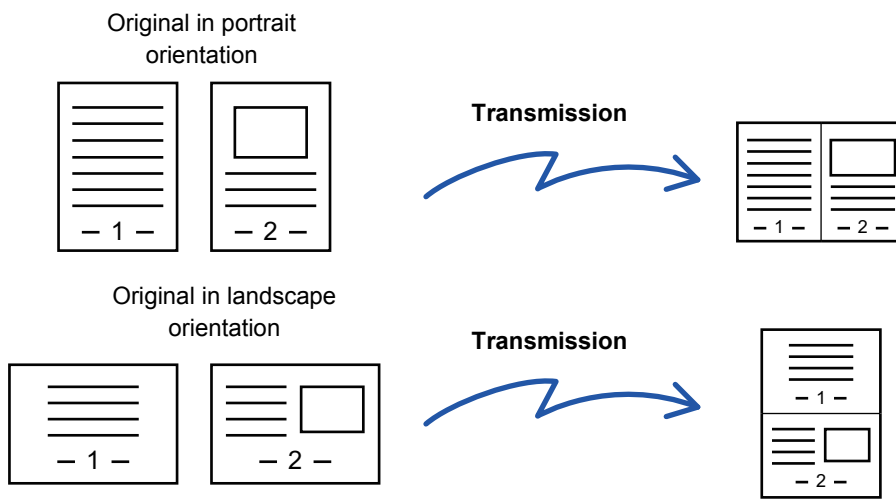 Original in portrait
orientation
Transmission
– 1 –
– 2 –
– 1 –
– 2 –
Original in landscape
orientation
Transmission
– 1 –
– 2 –
– 1 –
– 2 –